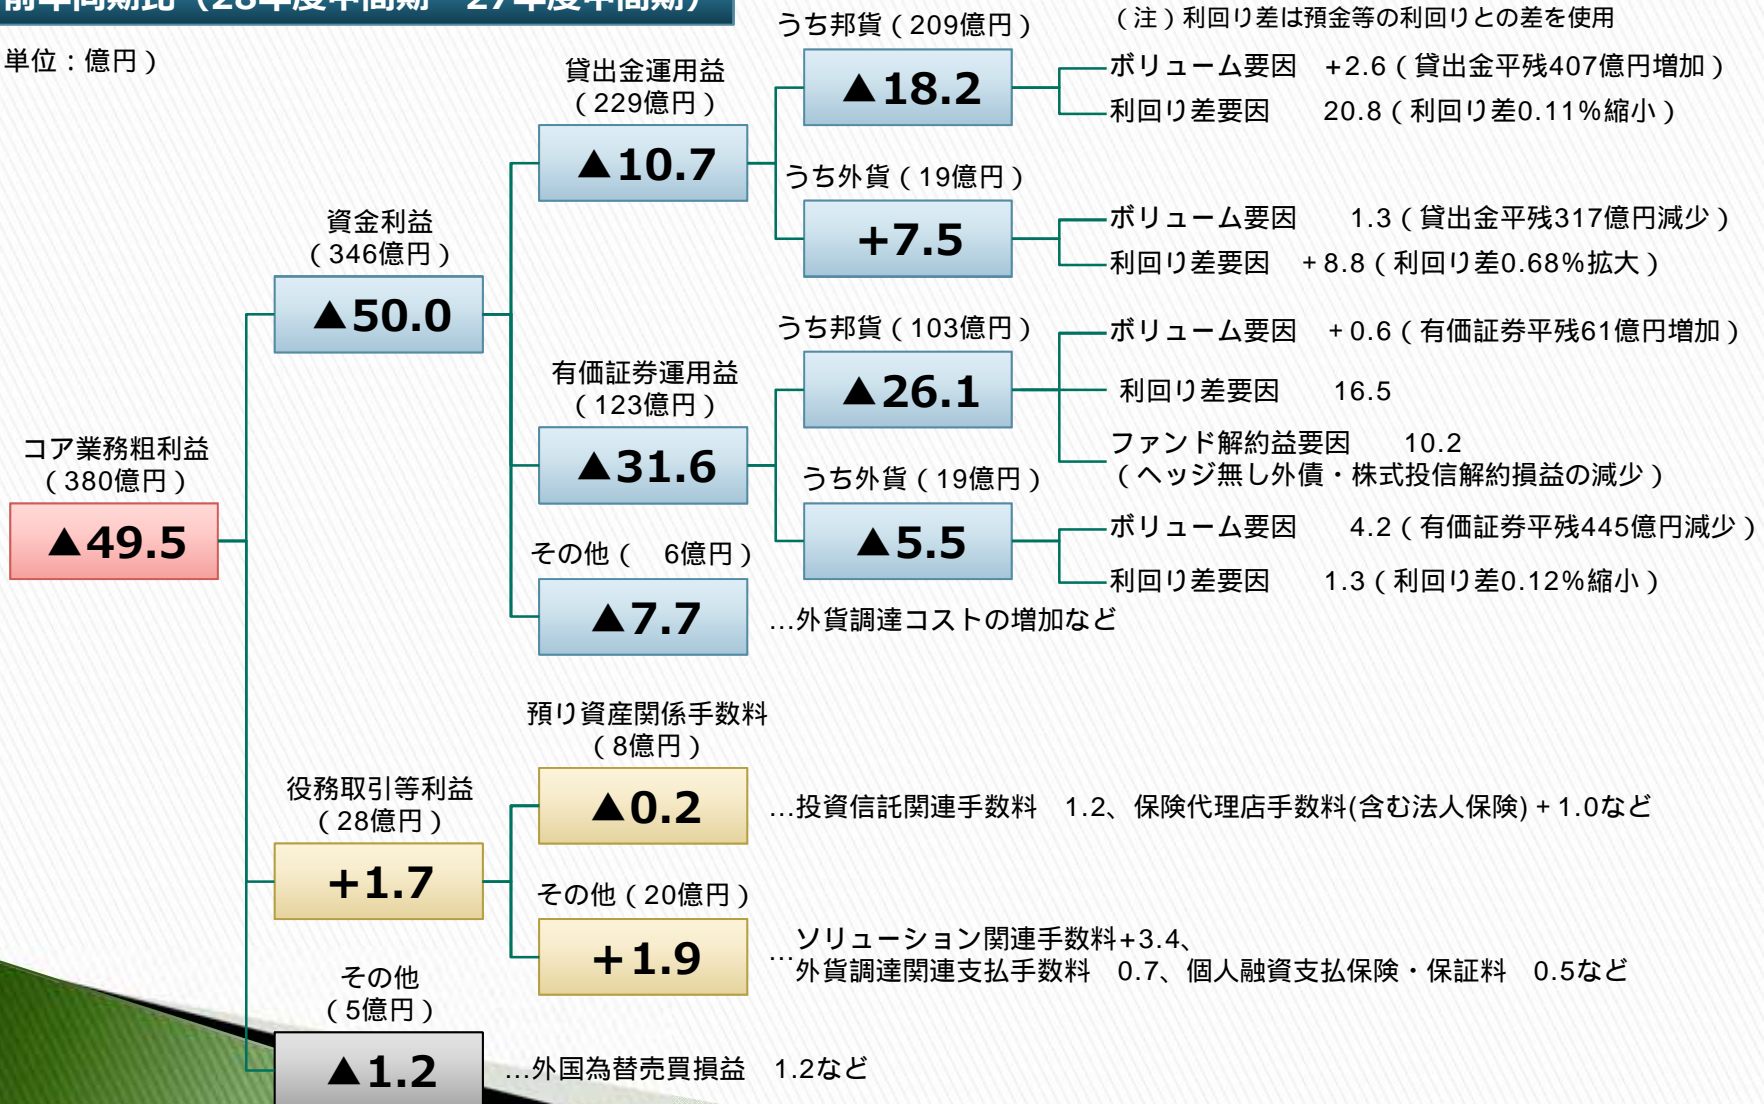 前年同期比（28年度中間期　27年度中間期）
単位：億円）
（注）利回り差は預金等の利回りとの差を使用
コア業務粗利益
（380億円）
▲49.5
資金利益
（346億円）
▲50.0
貸出金運用益
（229億円）
▲10.7
うち邦貨（209億円）
▲18.2
ボリューム要因　+2.6（貸出金平残407億円増加）
利回り差要因　　20.8（利回り差0.11%縮小）
うち外貨（19億円）
+7.5
ボリューム要因　　1.3（貸出金平残317億円減少）
利回り差要因　+8.8（利回り差0.68%拡大）
有価証券運用益
（123億円）
▲31.6
うち邦貨（103億円）
▲26.1
ボリューム要因　+0.6（有価証券平残61億円増加）
利回り差要因　　16.5
ファンド解約益要因　　10.2
（ヘッジ無し外債・株式投信解約損益の減少）
うち外貨（19億円）
▲5.5
ボリューム要因　　4.2（有価証券平残445億円減少）
利回り差要因　　1.3（利回り差0.12%縮小）
その他（　6億円）
▲7.7
…外貨調達コストの増加など
役務取引等利益
（28億円）
+1.7
預り資産関係手数料
（8億円）
▲0.2
…投資信託関連手数料　1.2、保険代理店手数料(含む法人保険)+1.0など
その他（20億円）
+1.9
…ソリューション関連手数料+3.4、
外貨調達関連支払手数料　0.7、個人融資支払保険・保証料　0.5など
その他
（5億円）
▲1.2
…外国為替売買損益　1.2など